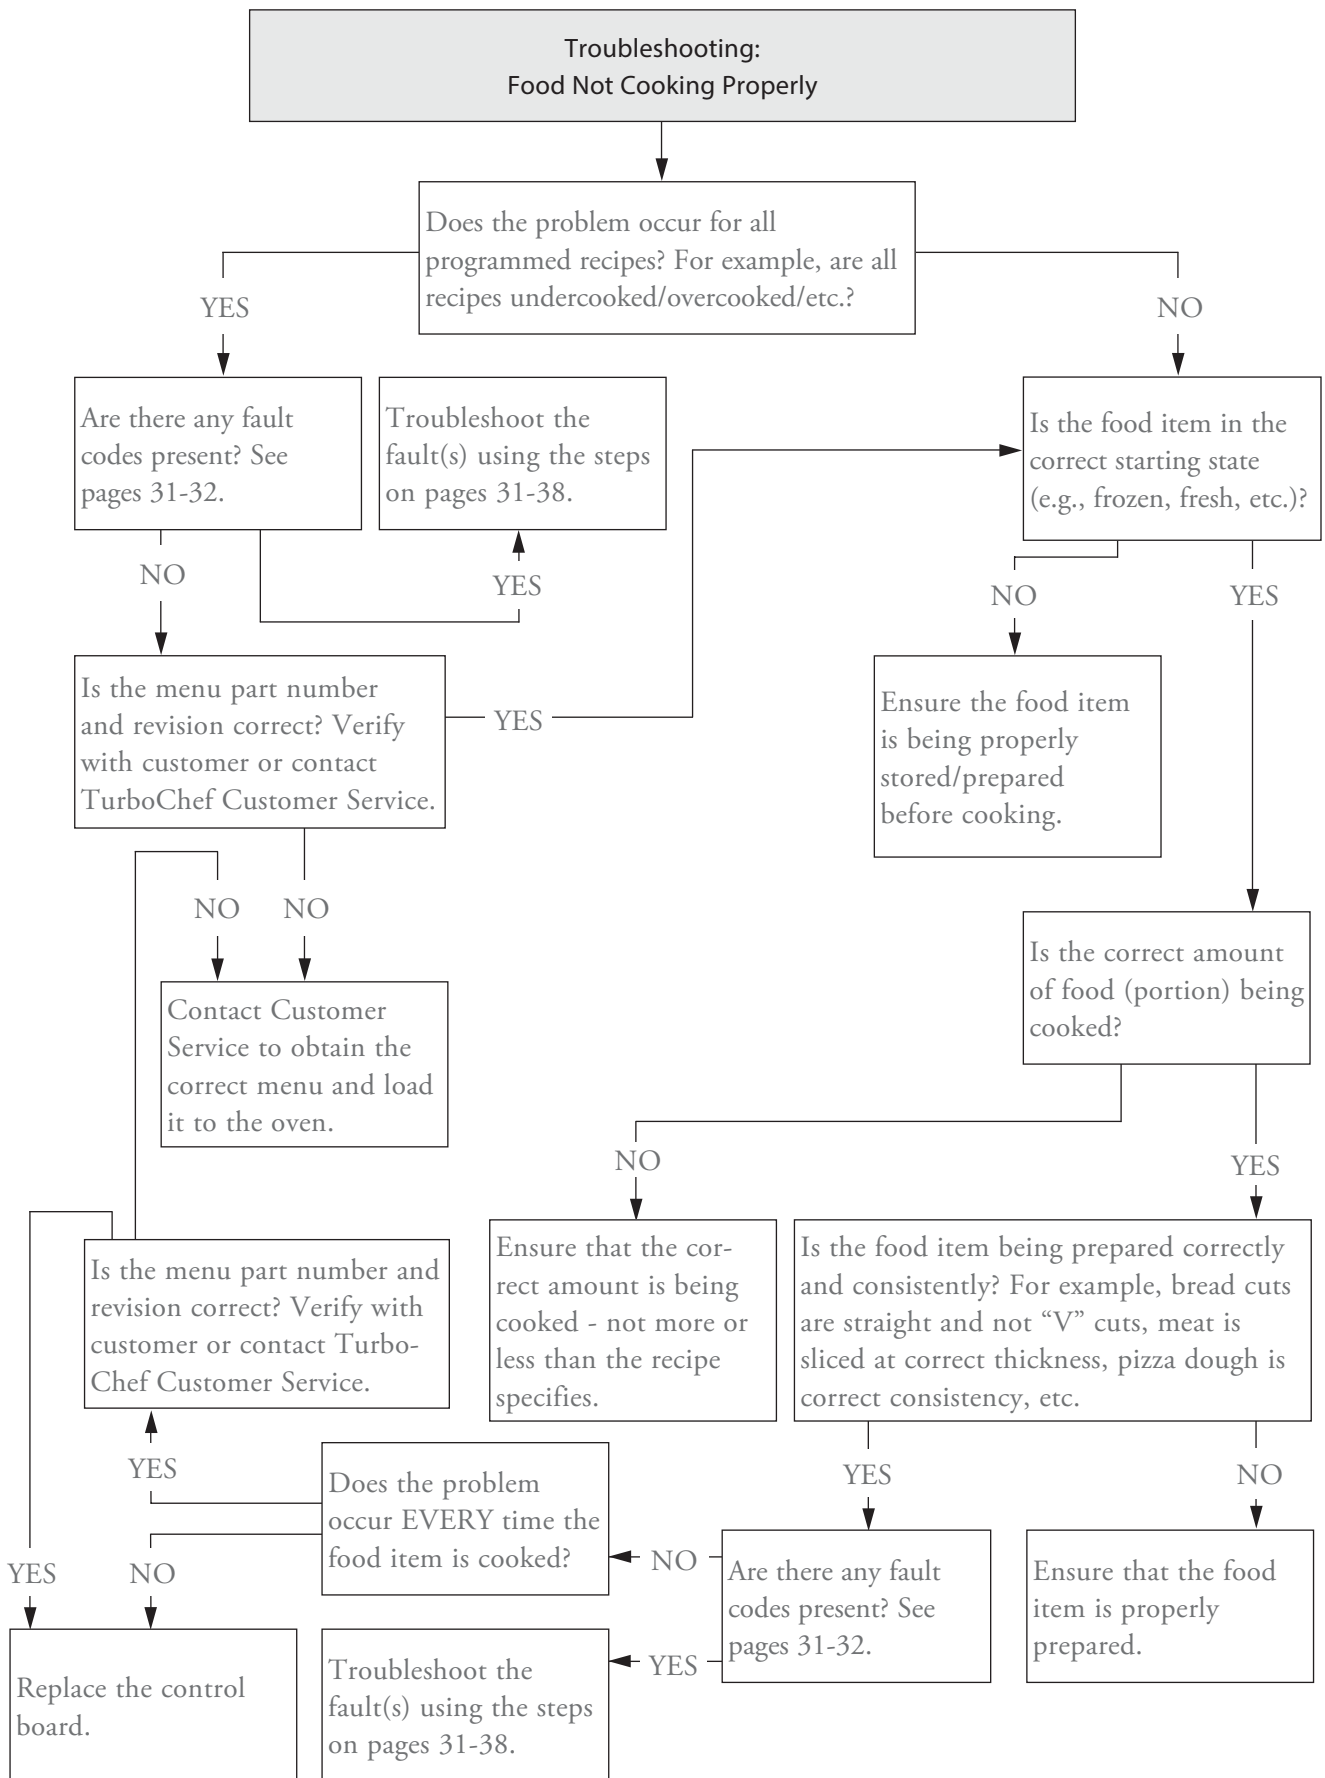 Troubleshooting:
Food Not Cooking Properly
Does the problem occur for all
programmed recipes? For example, are all
recipes undercooked/overcooked/etc.?
YES
NO
Are there any fault
codes present? See
pages 31-32.
Troubleshoot the
fault(s) using the steps
on pages 31-38.
Is the food item in the
correct starting state
(e.g., frozen, fresh, etc.)?
NO
YES
NO
YES
Is the menu part number
and revision correct? Verify
with customer or contact
TurboChef Customer Service.
YES
Ensure the food item
is being properly
stored/prepared
before cooking.
NO
NO
Is the correct amount
of food (portion) being
cooked?
Contact Customer
Service to obtain the
correct menu and load
it to the oven.
NO
YES
Is the menu part number and
revision correct? Verify with
customer or contact Turbo-
Chef Customer Service.
Ensure that the cor-
rect amount is being
cooked - not more or
less than the recipe
specifies.
Is the food item being prepared correctly
and consistently? For example, bread cuts
are straight and not “V” cuts, meat is
sliced at correct thickness, pizza dough is
correct consistency, etc.
YES
Does the problem
occur EVERY time the
food item is cooked?
YES
NO
YES
NO
NO
Are there any fault
codes present? See
pages 31-32.
Ensure that the food
item is properly
prepared.
YES
Replace the control
board.
Troubleshoot the
fault(s) using the steps
on pages 31-38.